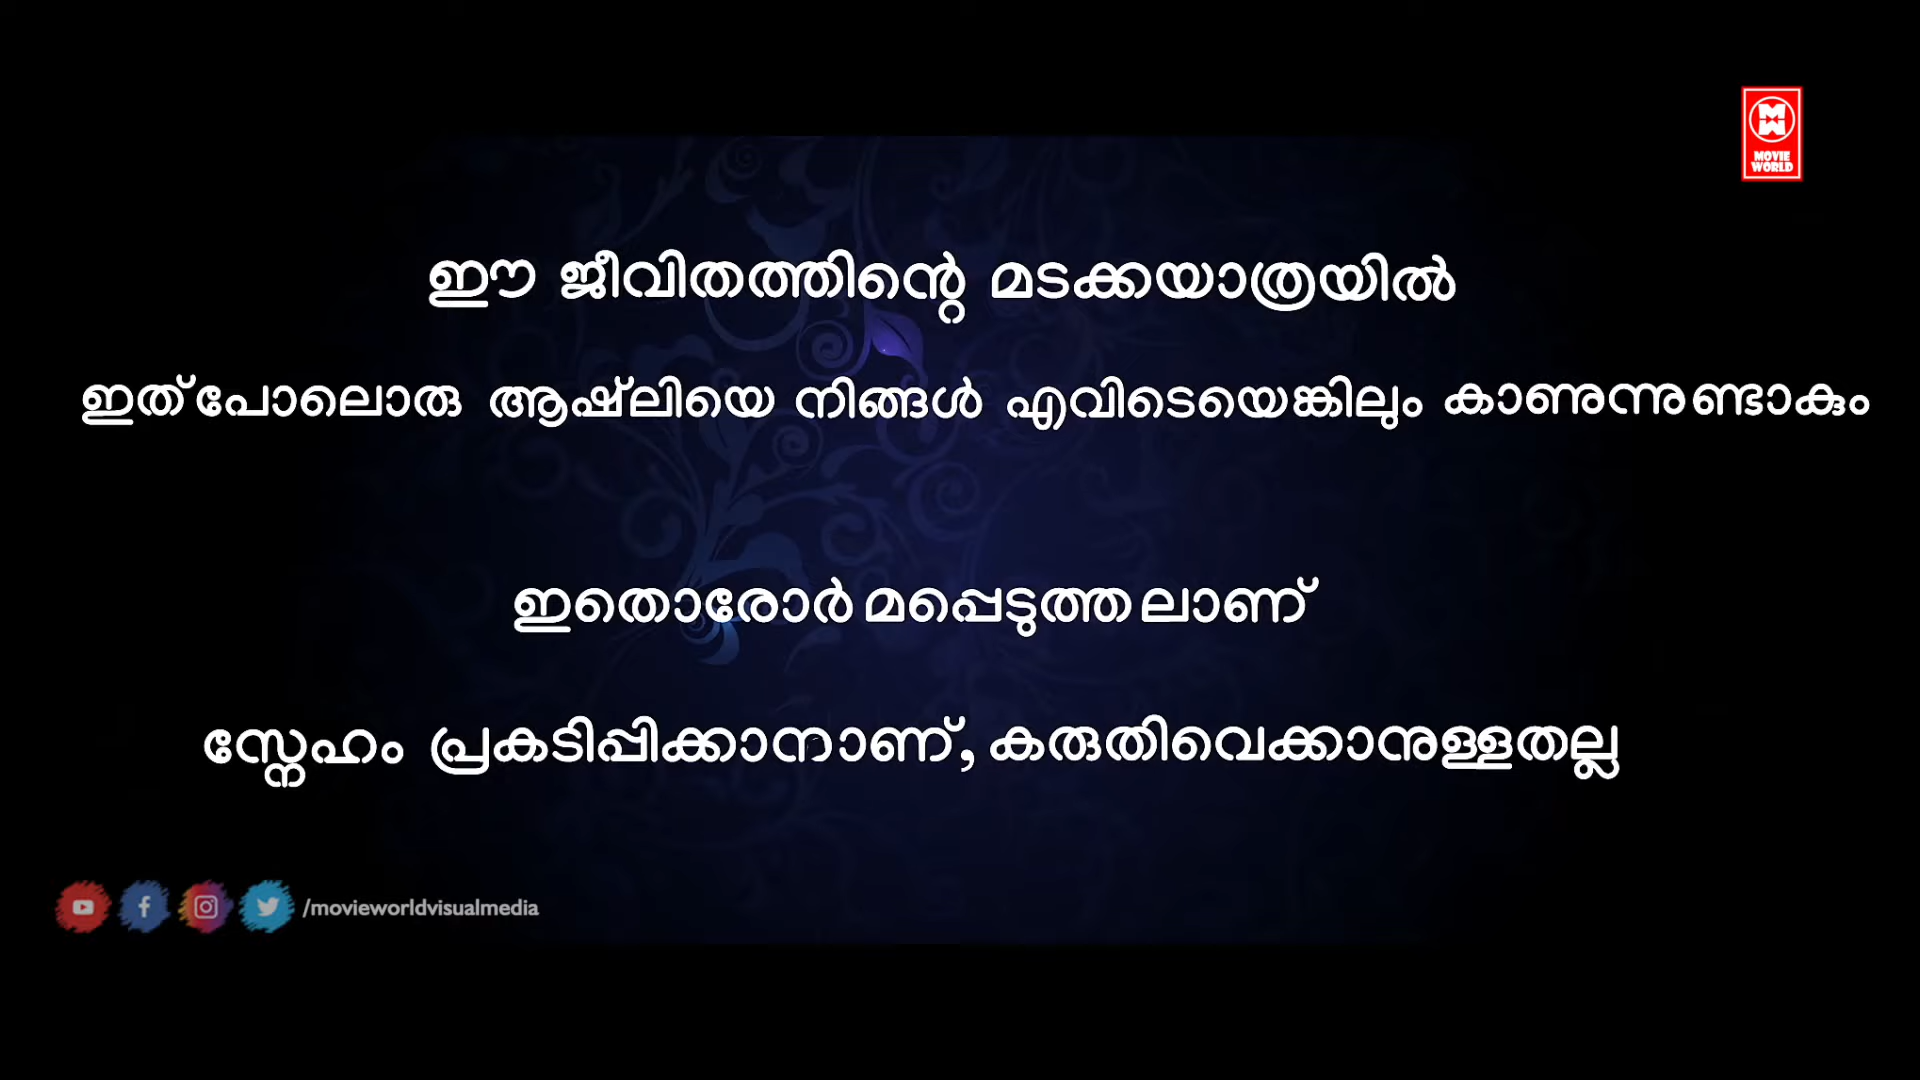 MOVIE
WORLD
ഈ ജീവിതത്തിന്റെ മടക്കയാത്രയിൽ
ഇത്പോലൊരു ആഷ്‌ലിയെ നിങ്ങൾ എവിടെയെങ്കിലും കാണുന്നുണ്ടാകും
ഇതൊരോർമപ്പെടുത്തലാണ്
സ്നേഹം പ്രകടിപ്പിക്കാനാണ്, കരുതിവെക്കാനുള്ളതല്ല
/movieworldvisualmedia